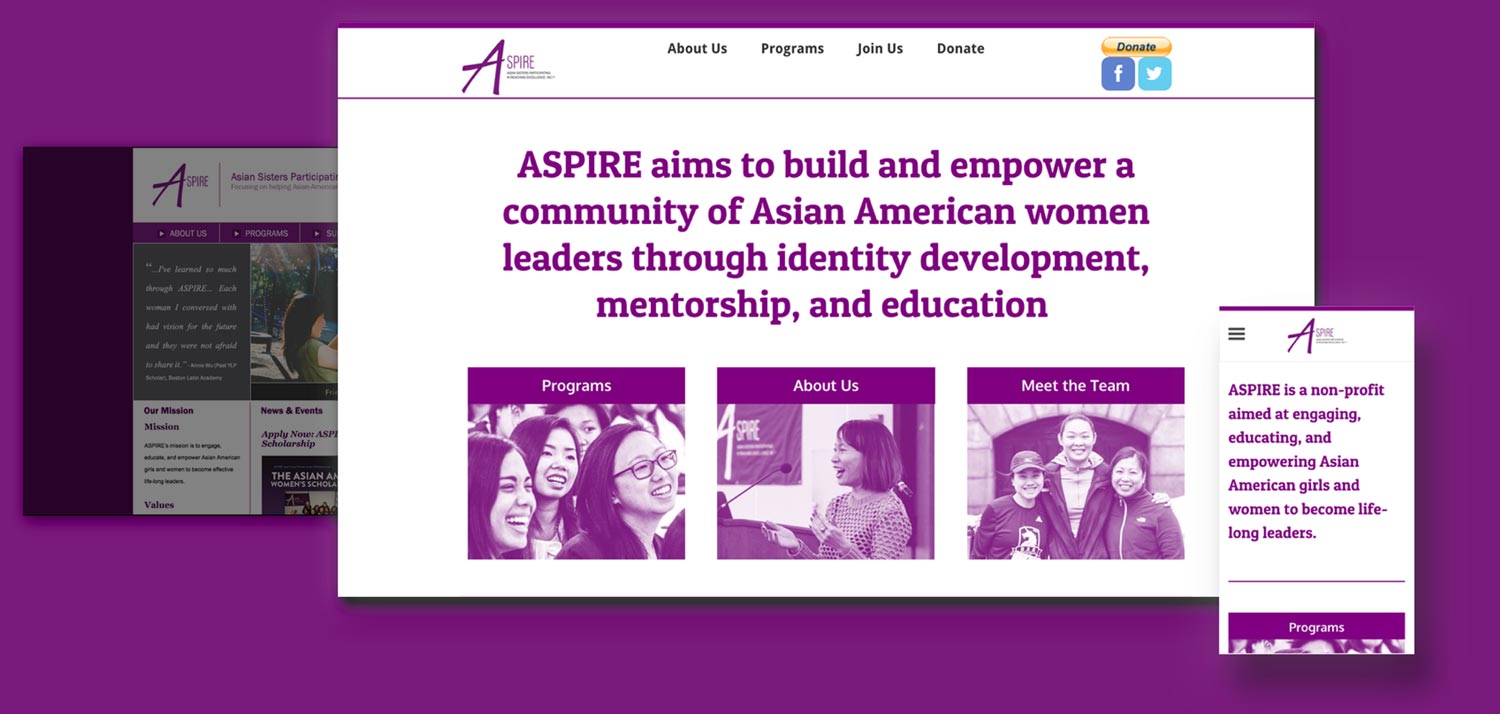 ASPIRE
Asian Sisters Participatin
Focusing on helping Asian-America
ABOUT US
PROGRAMS
SU
“...I've learned so much
through ASPIRE... Each
woman I conversed with
had vision for the future
and they were not afraid
to share it.” - Annie Wu (Past YLP
Scholar), Boston Latin Academy
Fri
Our Mission
Mission
ASPIRE's mission is to engage,
educate, and empower Asian American
girls and women to become effective
life-long leaders.
Values
News & Events
Apply Now: ASPI
Scholarship
THE ASIAN AM
WOMEN'S SCHOLA
ASPIRE
ASIAN SISTERS PARTICIPATING
IN REACHING EXCELLENCE, INC.
About Us
Programs
Join Us
Donate
Donate
f
ASPIRE aims to build and empower a
community of Asian American women
leaders through identity development,
mentorship, and education
Programs
About Us
Meet the Team
ASPIRE
ASPIRE
ASPIRE is a non-profit
aimed at engaging,
educating, and
empowering Asian
American girls and
women to become life-
long leaders.
Programs